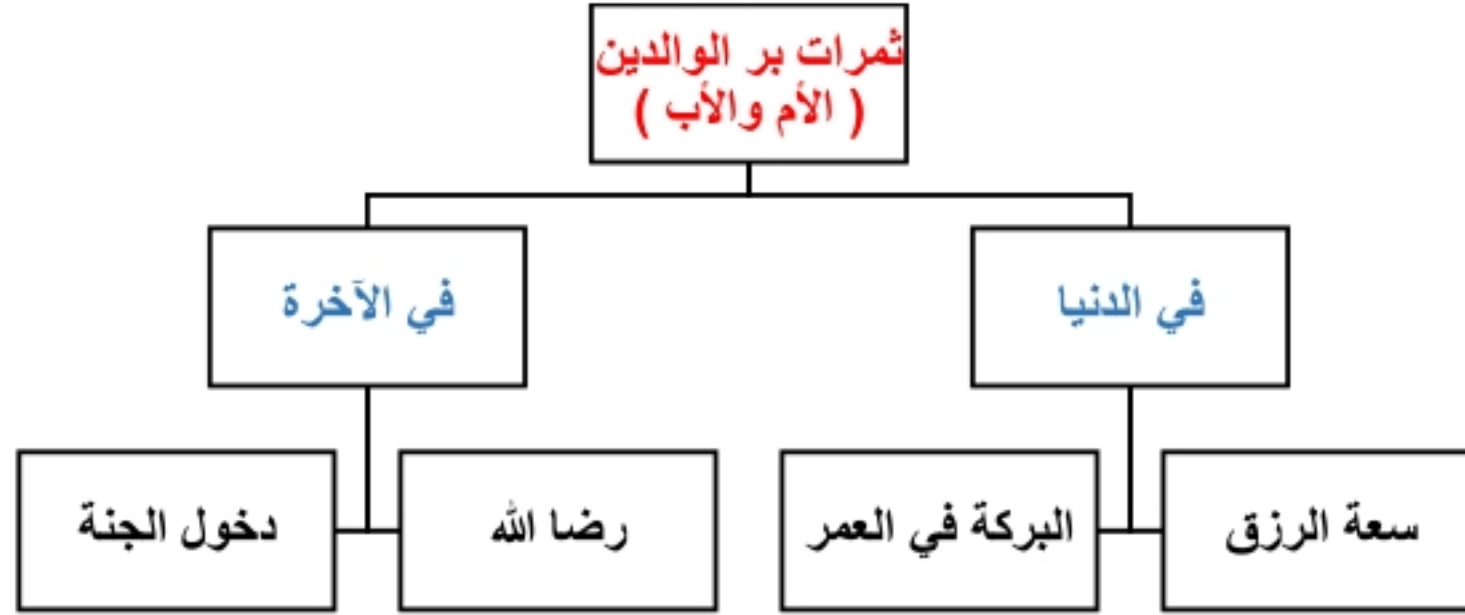 ثمرات بر الوالدين
( الأم والأب )
في الدنيا
في الآخرة
سعة الرزق
البركة في العمر
رضا الله
دخول الجنة